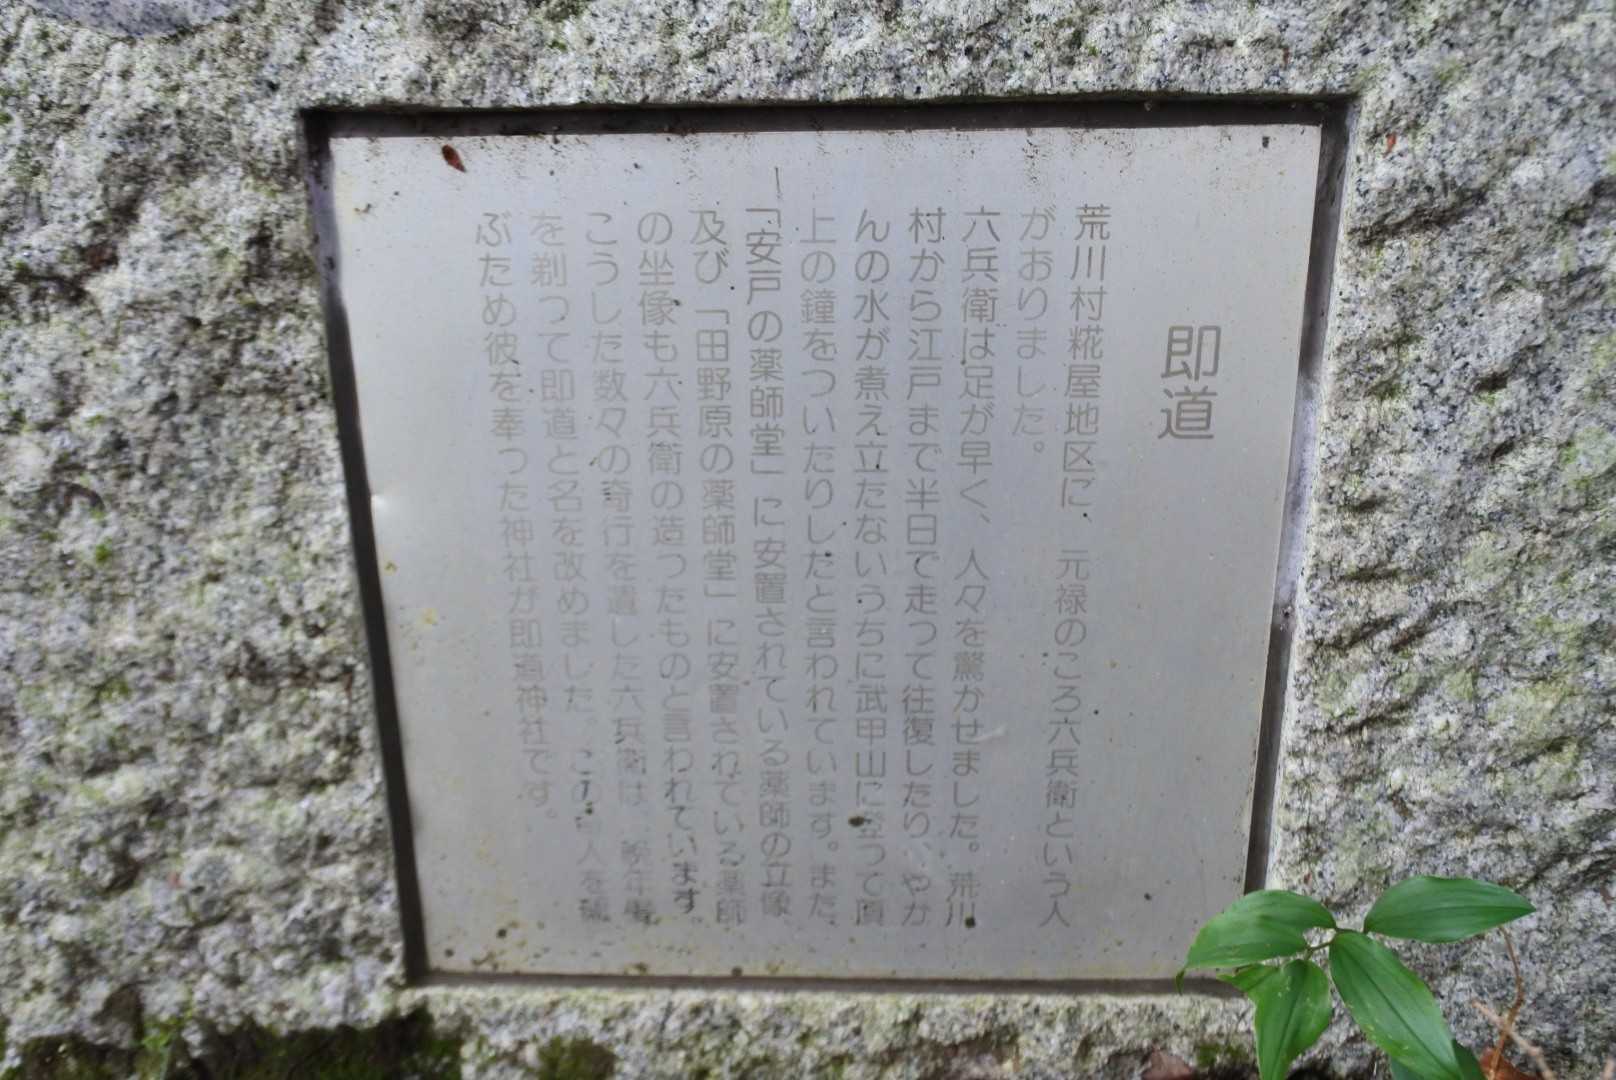 即道
荒川村糀屋地区に、元禄のころ六兵衛という人
がおりました。
六兵衛は足が早く、人々を驚かせました。荒川
村から江戸まで半日で走って往復したり、やか
んの水が煮え立たないうちに武甲山に登って頂
上の鐘をついたりしたと言われています。また、
「安戸の薬師堂」に安置されている薬師の立像、
及び「田野原の薬師堂」に安置されている薬師
の坐像も六兵衛の造ったものと言われています。
こうした数々の奇行を遺した六兵衛は、晩年髪
を剃って即道と名を改めました。この人を
ぶため彼を奉った神社が即道神社です。